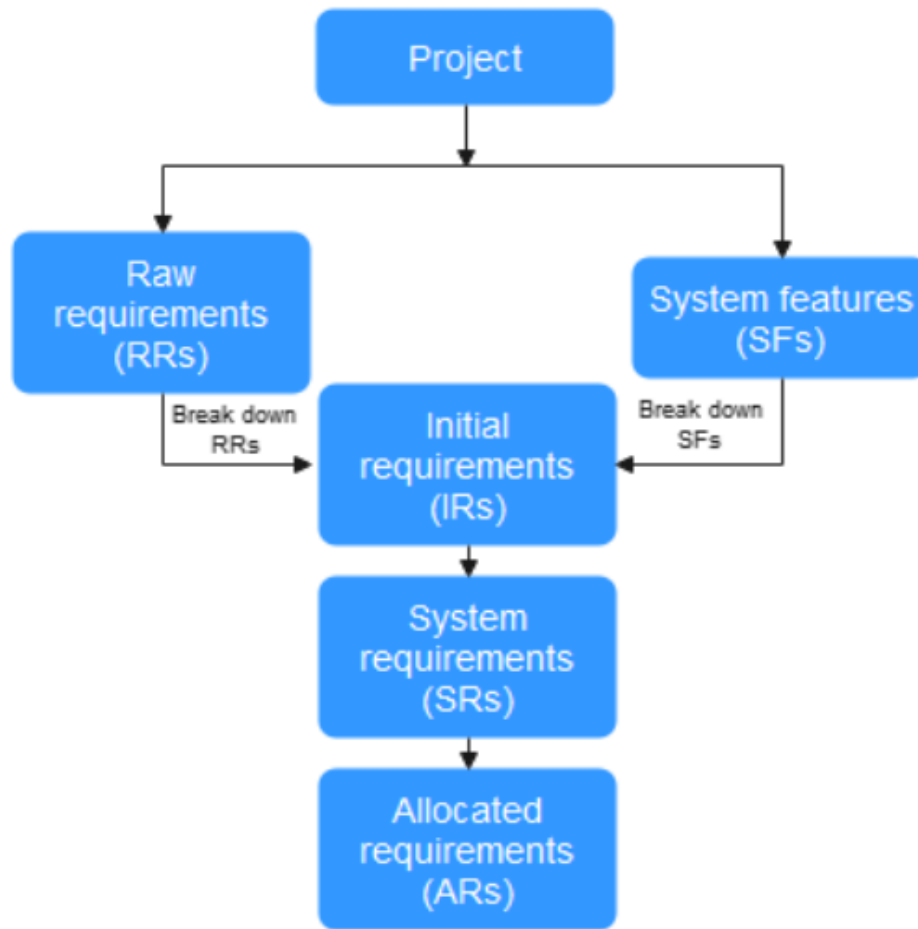 Project
Raw
requirements
(RRs)
System features
(SFs)
Break down
RRs
Initial
requirements
(IRs)
Break down
SFs
System
requirements
(SRs)
Allocated
requirements
(ARs)